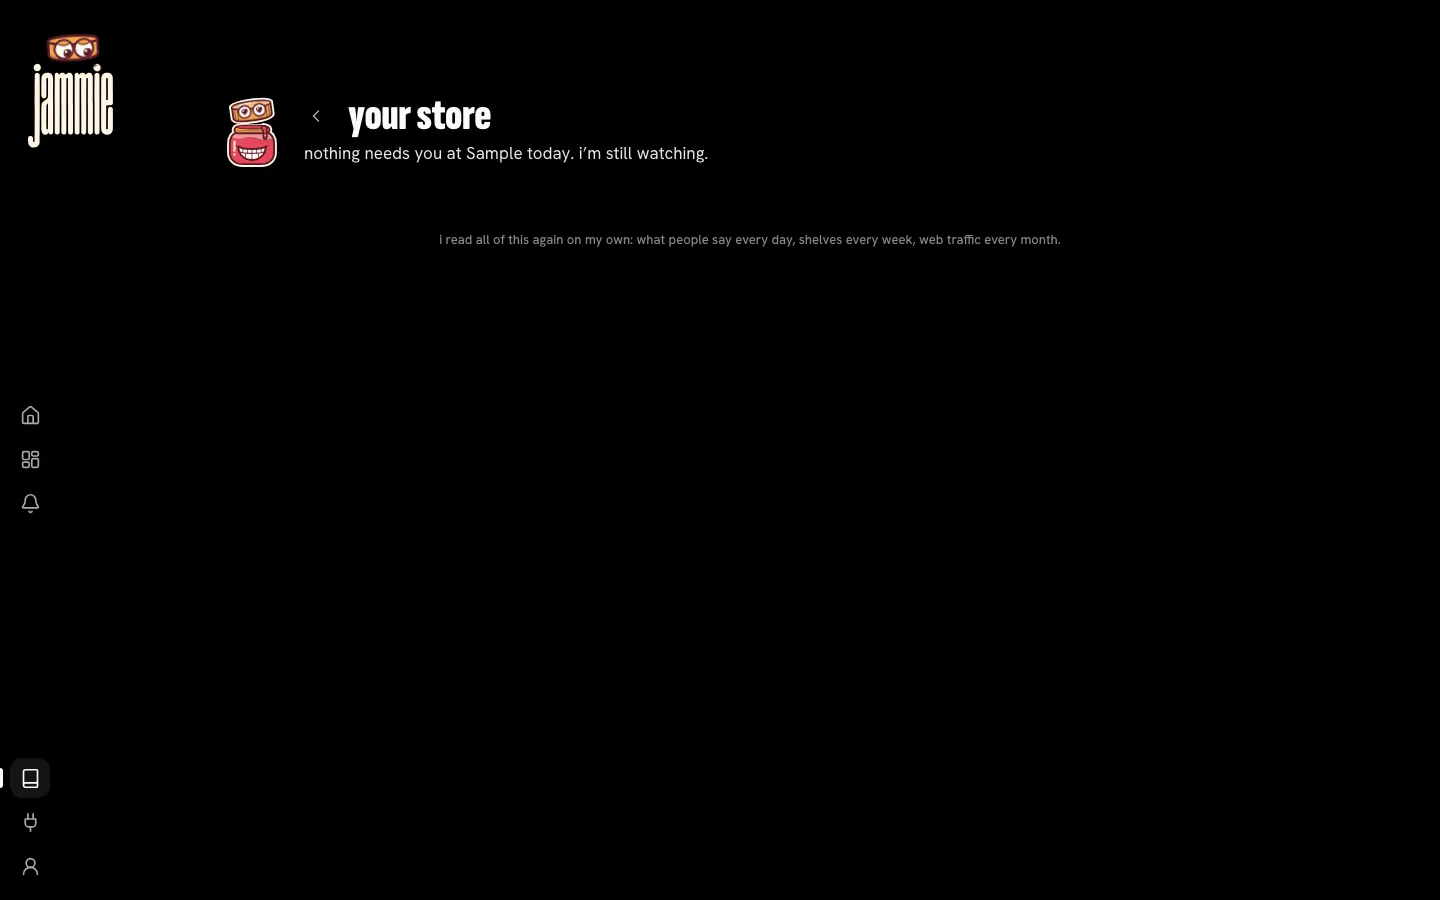 jammie
your store
nothing needs you at Sample today. i’m still watching.
i read all of this again on my own: what people say every day, shelves every week, web traffic every month.